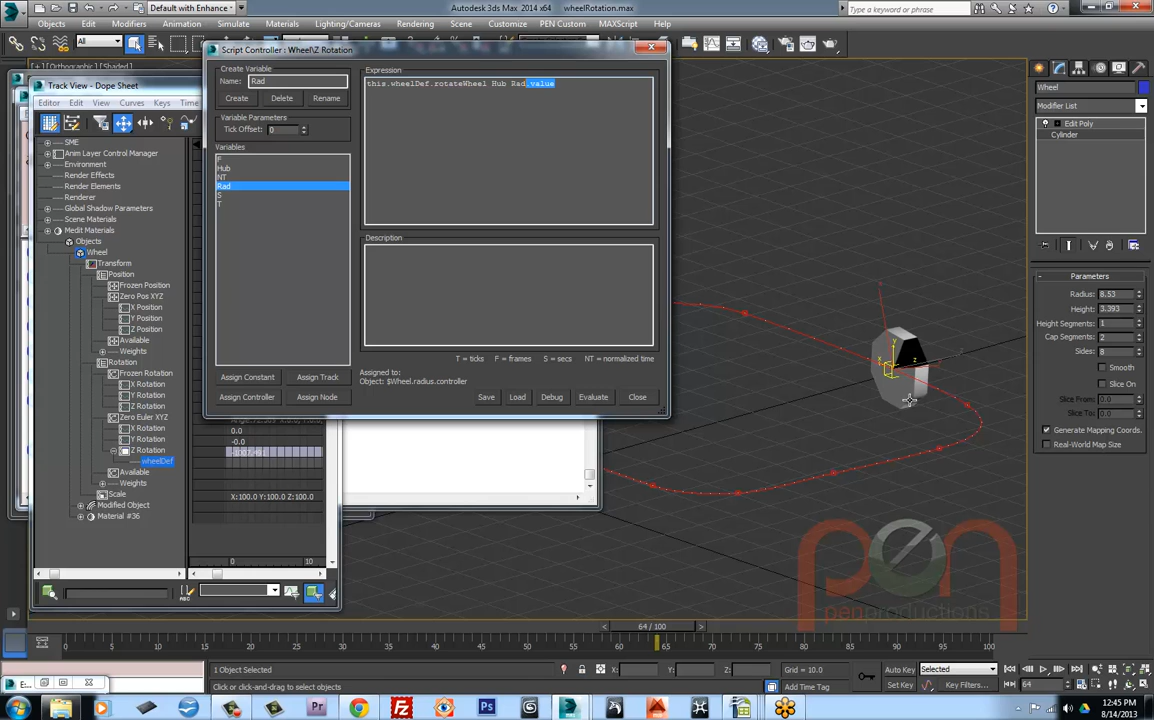 Default with Enhance
Autodesk 3ds Max 2014 x64    wheelRotation.max
Type a keyword or phrase
Tools Edit Modifiers Animation Simulate Materials Lighting/Cameras Rendering Scene Customize PEN Custom MAXScript Help
All
[+] [Orthographic] [Shaded]
Track View - Dope Sheet
Modes Edit View Curves Keys
SME
Anim Layer Control Manager
Environment
Render Effects
Render Elements
Renderer
Global Shadow Parameters
Scene Materials
Medit Materials
Objects
Wheel
Transform
Position
Frozen Position
Zero Pos XYZ
X Position
Y Position
Z Position
Available
Weights
Rotation
Frozen Rotation
X Rotation
Y Rotation
Z Rotation
Zero Euler XYZ
X Rotation
Y Rotation
Z Rotation
wheelDef
Available
Weights
Scale
Modified Object
Material #36
0.0
-0.0
X:100.0 Y:100.0 Z:100.0
0 10
Script Controller : Wheel\Z Rotation
Create Variable
Name: Rad
Create Delete Rename
Variable Parameters
Tick Offset: 0
Variables
F
Hub
NT
Rad
S
T
Assign Constant Assign Track
Assign Controller Assign Node
Expression
this.wheelDef.rotateWheel Hub Rad.value
Description
T = ticks F = frames S = secs NT = normalized time
Assigned to:
Object: $Wheel.radius.controller
Save Load Debug Evaluate Close
Wheel
Modifier List
Edit Poly
Cylinder
Parameters
Radius: 8.53
Height: 3.393
Height Segments: 1
Cap Segments: 2
Sides: 8
Smooth
Slice On
Slice From: 0.0
Slice To: 0.0
Generate Mapping Coords.
Real-World Map Size
x y z
pen
penproductions
64 / 100
0 5 10 15 20 25 30 35 40 45 50 55 60 65 70 75 80 85 90 95 100
1 Object Selected
X: Y: Z: Grid = 10.0
Auto Key Selected
Click or click-and-drag to select objects
Add Time Tag
Set Key Key Filters... 64
12:45 PM
8/14/2013